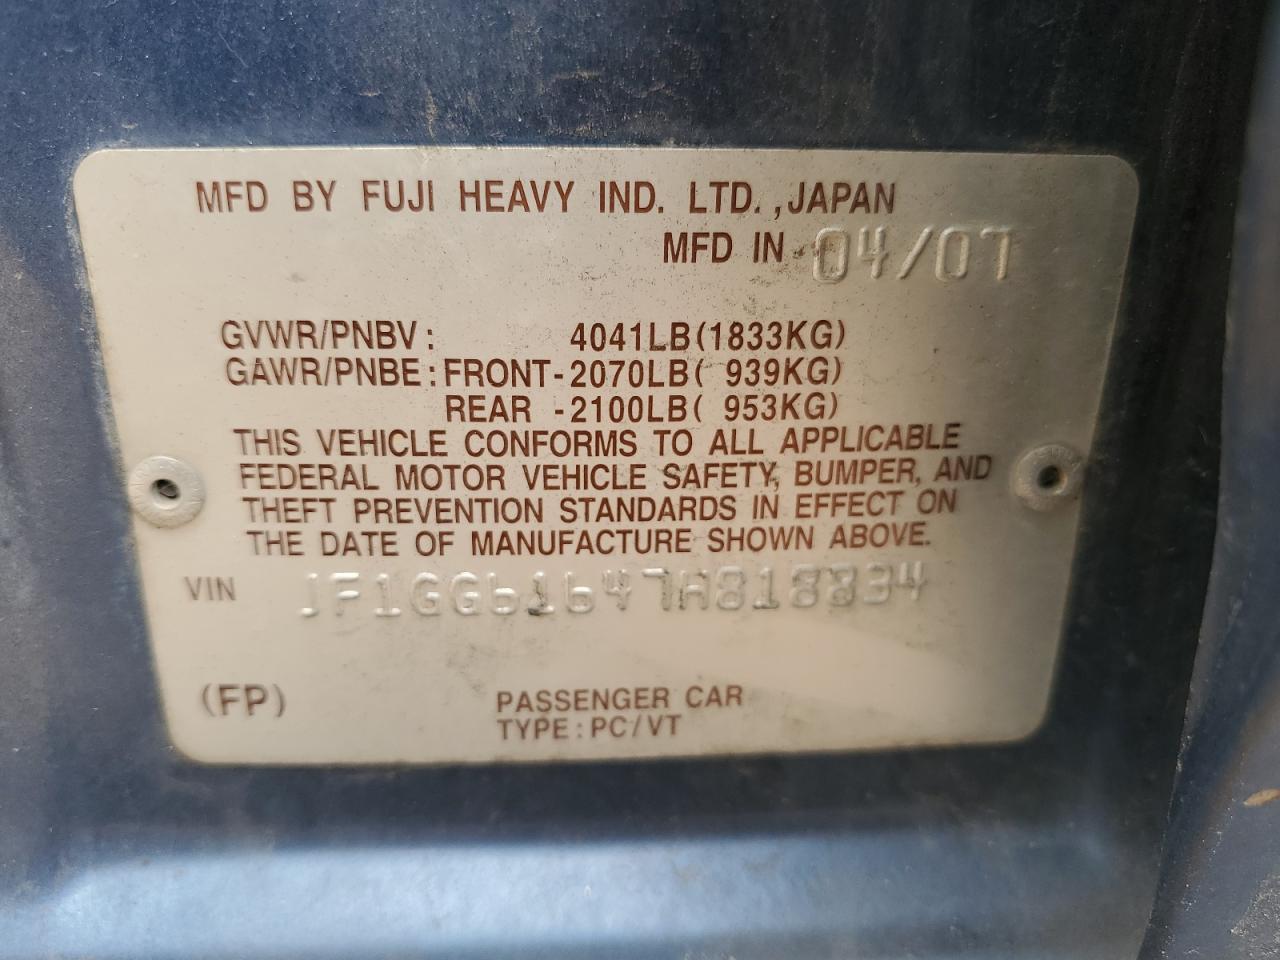 MFD BY FUJI HEAVY IND. LTD., JAPAN
MFD IN 04/07
GVWR/PNBV: 4041LB(1833KG)
GAWR/PNBE: FRONT-2070LB( 939KG)
REAR -2100LB( 953KG)
THIS VEHICLE CONFORMS TO ALL APPLICABLE
FEDERAL MOTOR VEHICLE SAFETY, BUMPER, AND
THEFT PREVENTION STANDARDS IN EFFECT ON
THE DATE OF MANUFACTURE SHOWN ABOVE.
VIN JF1GG61647H818834
(FP) PASSENGER CAR
TYPE:PC/VT